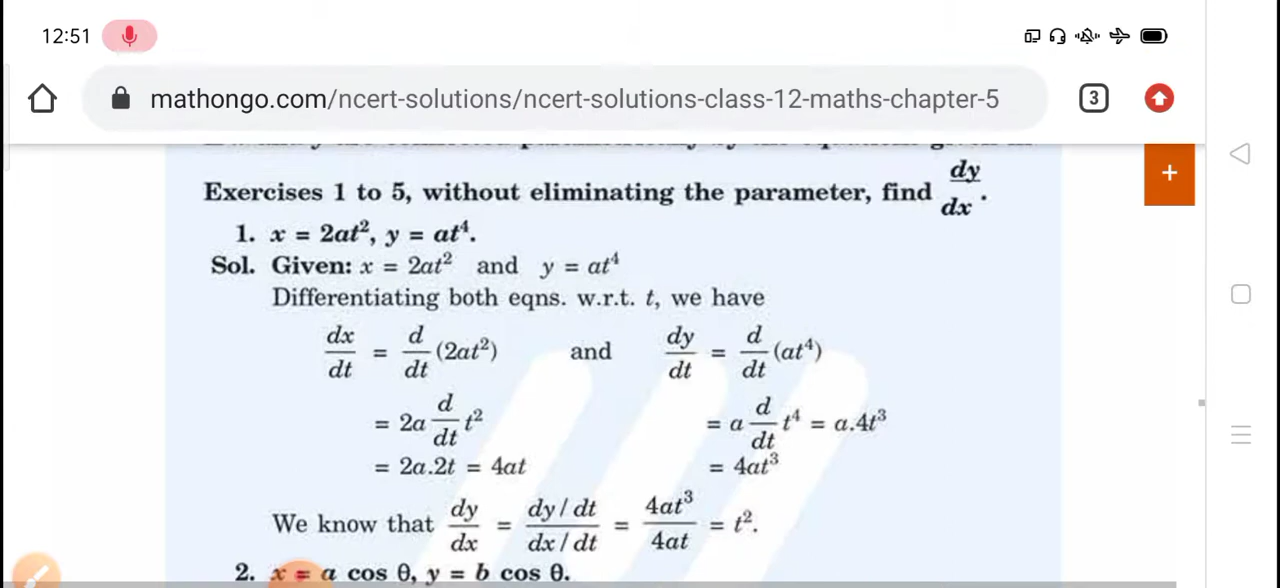 12:51
mathongo.com/ncert-solutions/ncert-solutions-class-12-maths-chapter-5
3
+
Exercises 1 to 5, without eliminating the parameter, find dy/dx.
1. x = 2at², y = at⁴.
Sol. Given: x = 2at² and y = at⁴
Differentiating both eqns. w.r.t. t, we have
dx/dt = d/dt (2at²) and dy/dt = d/dt (at⁴)
= 2a d/dt t² = a d/dt t⁴ = a.4t³
= 2a.2t = 4at = 4at³
We know that dy/dx = dy/dt / dx/dt = 4at³/4at = t².
2. x = a cos θ, y = b cos θ.